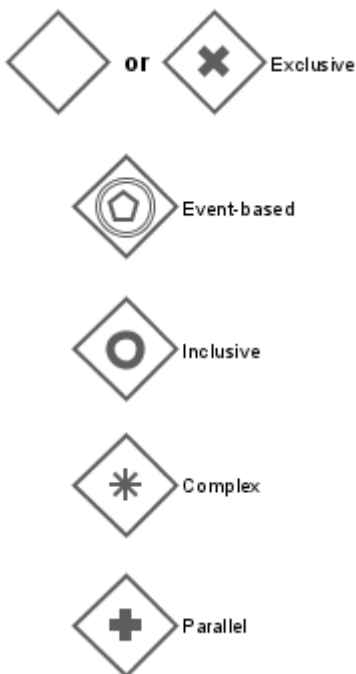 or Exclusive
Event-based
Inclusive
Complex
Parallel